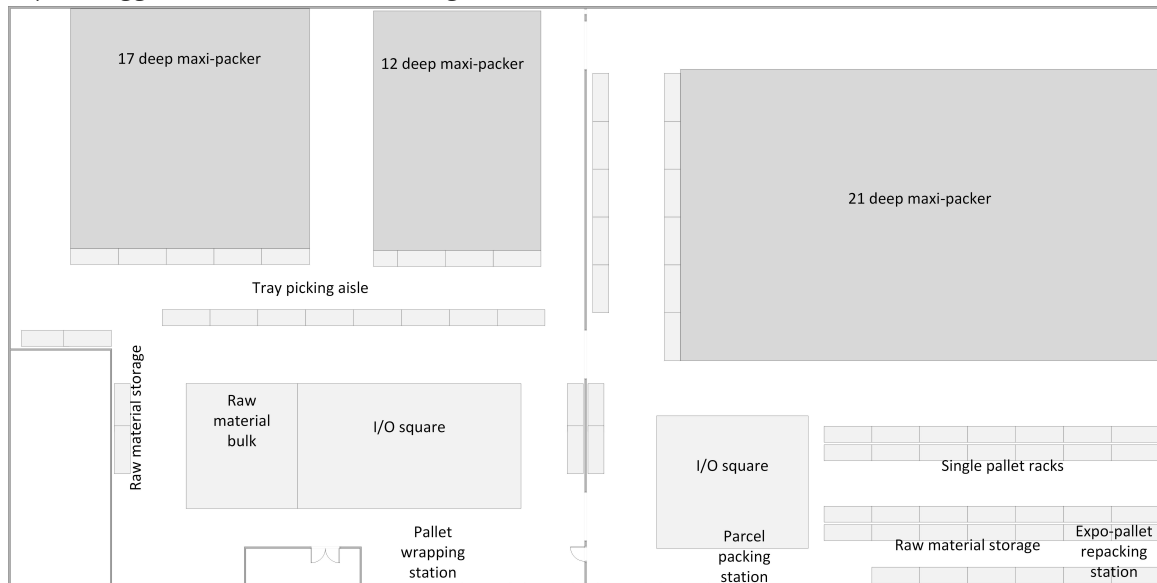 17 deep maxi-packer
12 deep maxi-packer
21 deep maxi-packer
Tray picking aisle
Raw material storage
Raw
material
bulk
I/O square
I/O square
Single pallet racks
Pallet
wrapping
station
Parcel
packing
station
Raw material storage
Expo-pallet
repacking
station